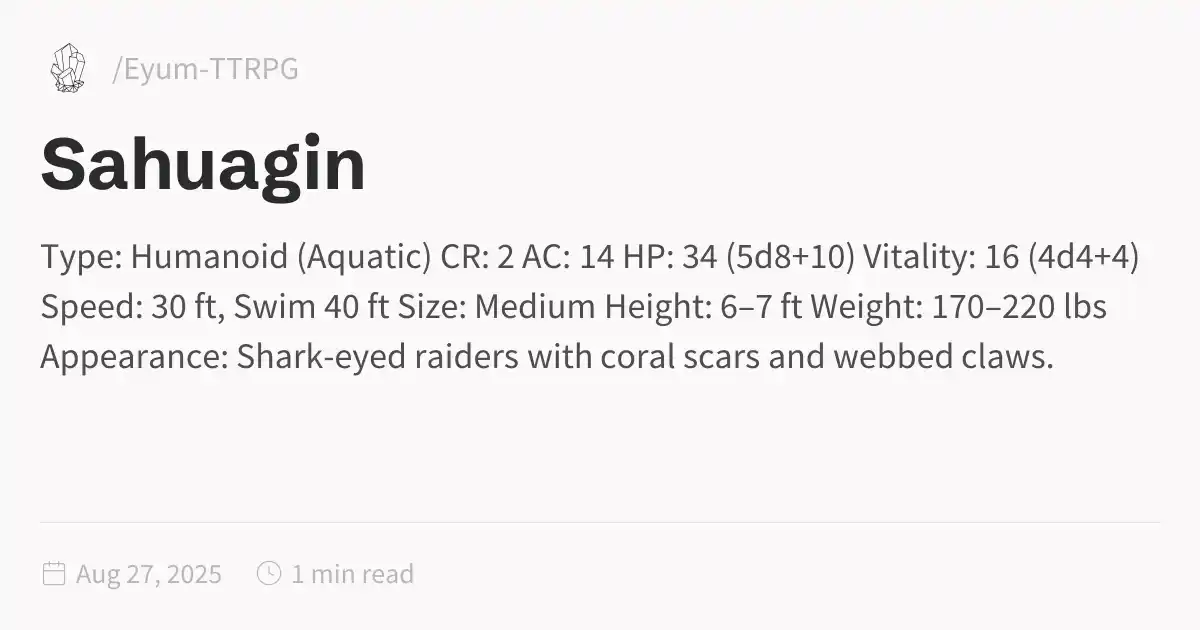 /Eyum-TTRPG
Sahuagin
Type: Humanoid (Aquatic) CR: 2 AC: 14 HP: 34 (5d8+10) Vitality: 16 (4d4+4)
Speed: 30 ft, Swim 40 ft Size: Medium Height: 6–7 ft Weight: 170–220 lbs
Appearance: Shark-eyed raiders with coral scars and webbed claws.
Aug 27, 2025 1 min read